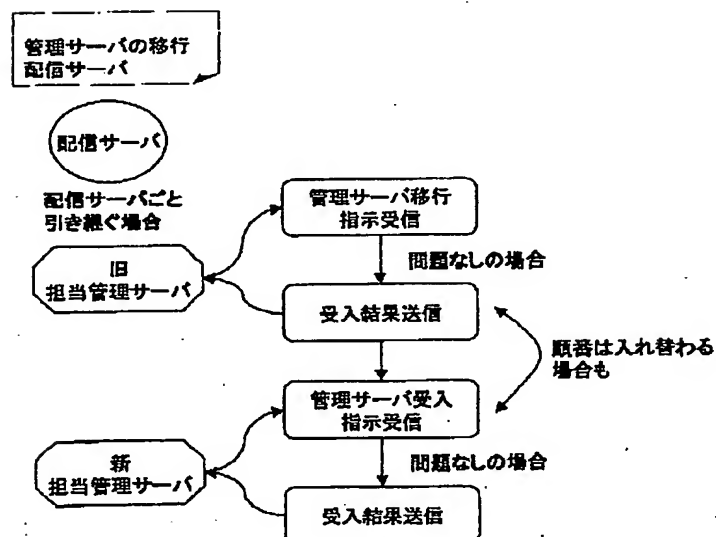 管理サーバの移行
配信サーバ
配信サーバ
配信サーバごと
引き継ぐ場合
管理サーバ移行
指示受信
問題なしの場合
旧
担当管理サーバ
受入結果送信
順番は入れ替わる
場合も
管理サーバ受入
指示受信
問題なしの場合
新
担当管理サーバ
受入結果送信